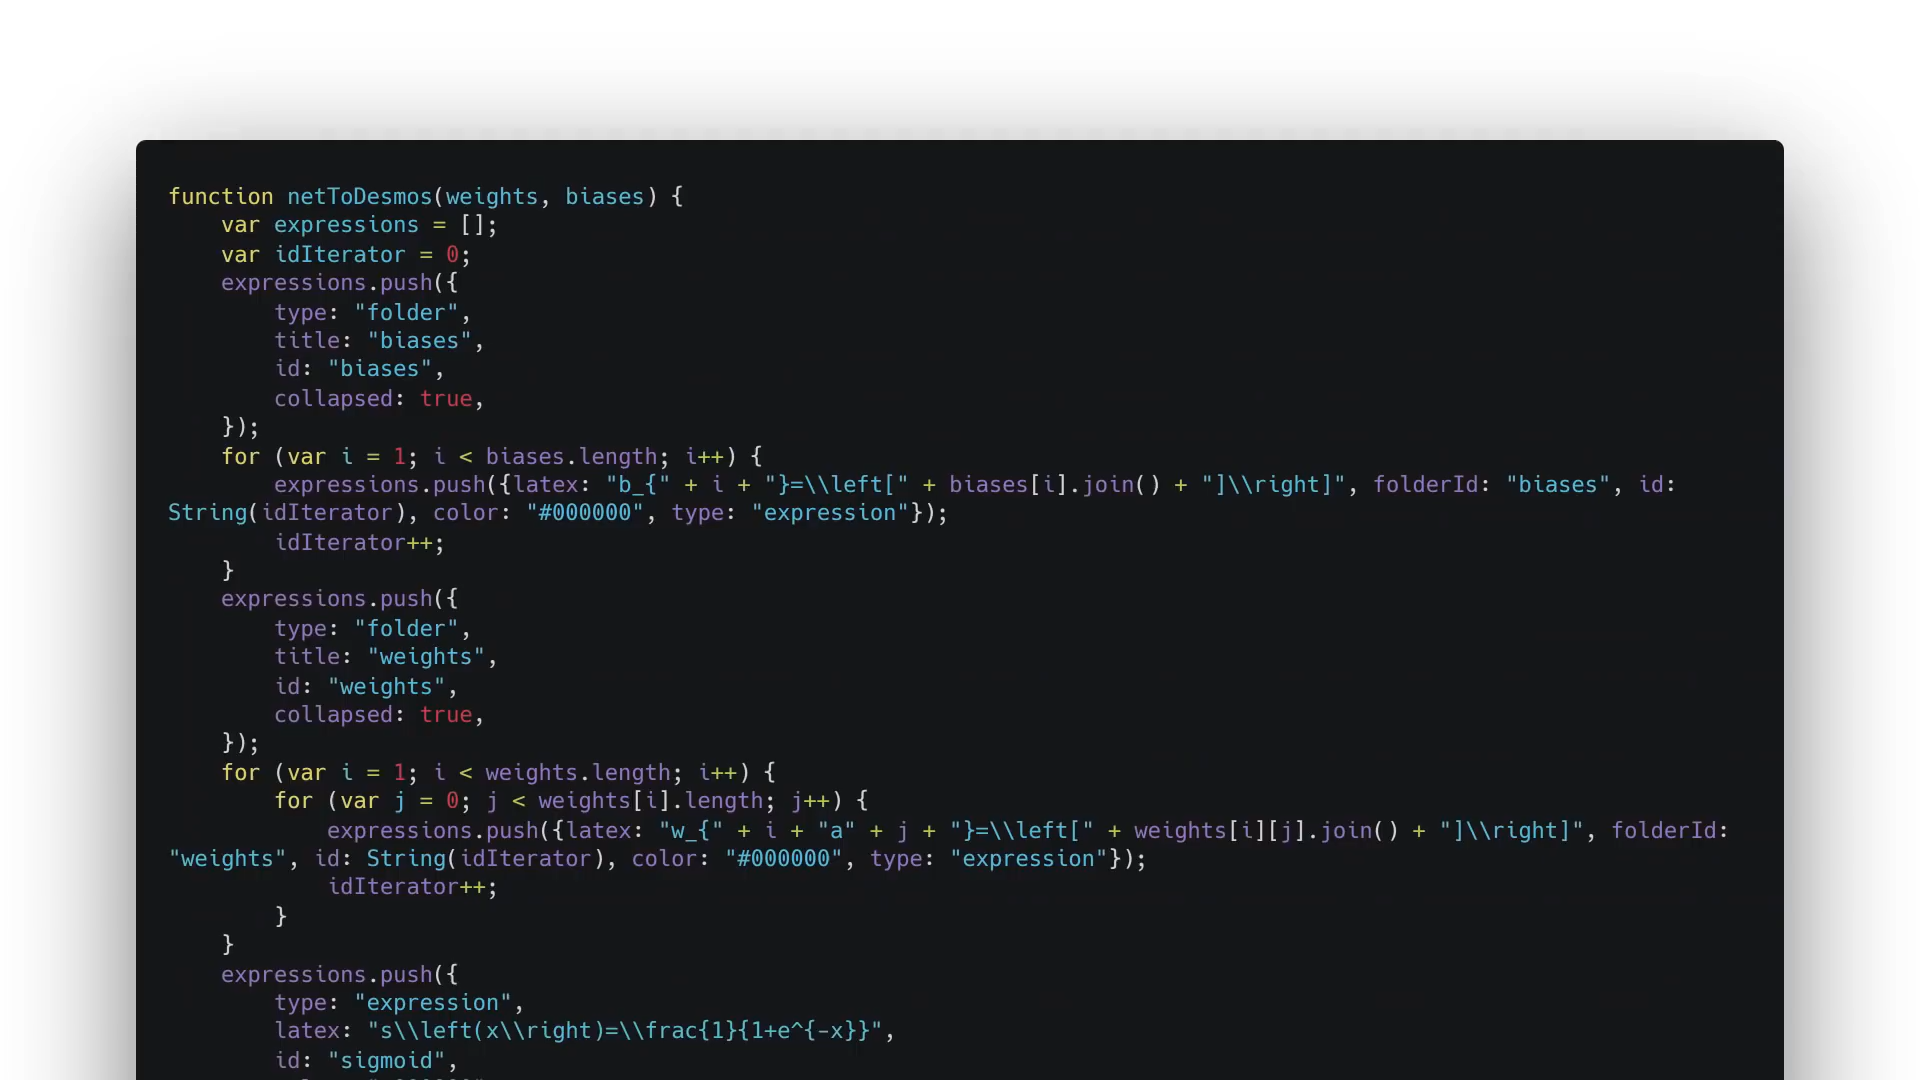 function netToDesmos(weights, biases) {
    var expressions = [];
    var idIterator = 0;
    expressions.push({
        type: "folder",
        title: "biases",
        id: "biases",
        collapsed: true,
    });
    for (var i = 1; i < biases.length; i++) {
        expressions.push({latex: "b_{" + i + "}=\\left[" + biases[i].join() + "]\\right]", folderId: "biases", id:
String(idIterator), color: "#000000", type: "expression"});
        idIterator++;
    }
    expressions.push({
        type: "folder",
        title: "weights",
        id: "weights",
        collapsed: true,
    });
    for (var i = 1; i < weights.length; i++) {
        for (var j = 0; j < weights[i].length; j++) {
            expressions.push({latex: "w_{" + i + "a" + j + "}=\\left[" + weights[i][j].join() + "]\\right]", folderId:
"weights", id: String(idIterator), color: "#000000", type: "expression"});
            idIterator++;
        }
    }
    expressions.push({
        type: "expression",
        latex: "s\\left(x\\right)=\\frac{1}{1+e^{-x}}",
        id: "sigmoid",